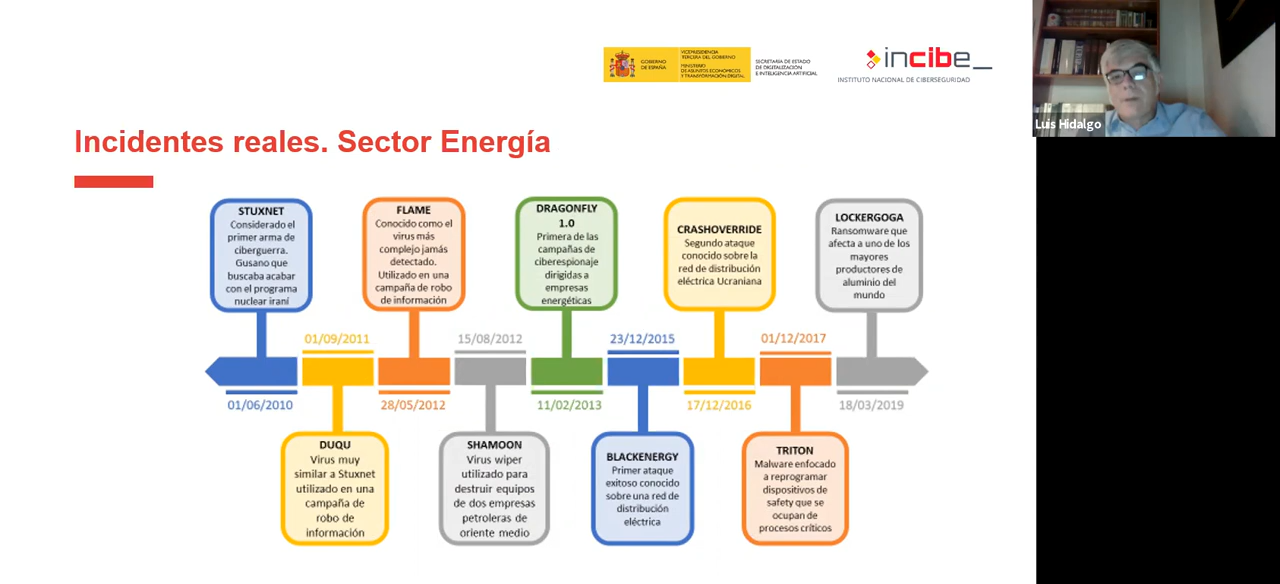 GOBIERNO
DE ESPAÑA
VICEPRESIDENCIA
TERCERA DEL GOBIERNO
MINISTERIO
DE ASUNTOS ECONÓMICOS
Y TRANSFORMACIÓN DIGITAL
SECRETARÍA DE ESTADO
DE DIGITALIZACIÓN
E INTELIGENCIA ARTIFICIAL
incibe_
INSTITUTO NACIONAL DE CIBERSEGURIDAD
Luis Hidalgo
Incidentes reales. Sector Energía
STUXNET
Considerado el
primer arma de
ciberguerra.
Gusano que
buscaba acabar
con el programa
nuclear iraní
FLAME
Conocido como el
virus más
complejo jamás
detectado.
Utilizado en una
campaña de robo
de información
DRAGONFLY
1.0
Primera de las
campañas de
ciberespionaje
dirigidas a
empresas
energéticas
CRASHOVERRIDE
Segundo ataque
conocido sobre la
red de distribución
eléctrica Ucraniana
LOCKERGOGA
Ransomware que
afecta a uno de los
mayores
productores de
aluminio del
mundo
01/09/2011
15/08/2012
23/12/2015
01/12/2017
01/06/2010
28/05/2012
11/02/2013
17/12/2016
18/03/2019
DUQU
Virus muy
similar a Stuxnet
utilizado en una
campaña de
robo de
información
SHAMOON
Virus wiper
utilizado para
destruir equipos
de dos empresas
petroleras de
oriente medio
BLACKENERGY
Primer ataque
exitoso conocido
sobre una red de
distribución
eléctrica
TRITON
Malware enfocado
a reprogramar
dispositivos de
safety que se
ocupan de
procesos críticos